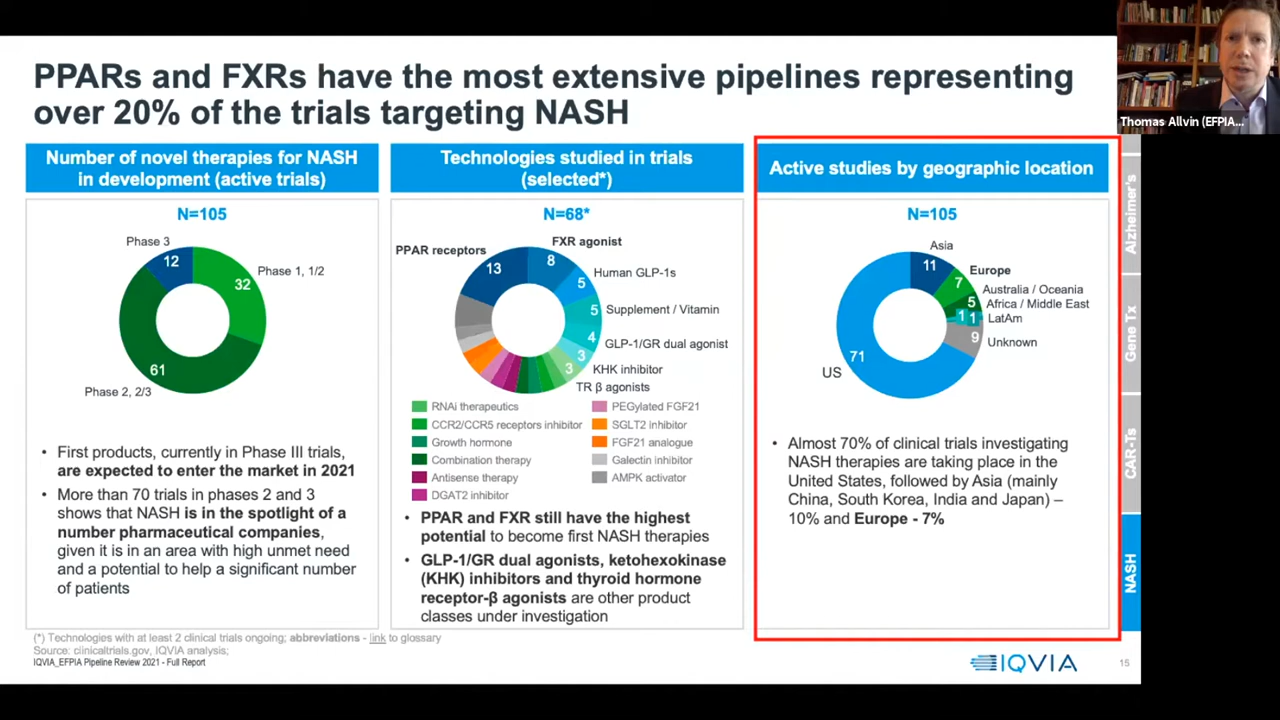 PPARs and FXRs have the most extensive pipelines representing
over 20% of the trials targeting NASH
Thomas Allvin (EFPIA...
Number of novel therapies for NASH
in development (active trials)
N=105
Phase 3
12
32
Phase 1, 1/2
61
Phase 2, 2/3
• First products, currently in Phase III trials,
are expected to enter the market in 2021
• More than 70 trials in phases 2 and 3
shows that NASH is in the spotlight of a
number pharmaceutical companies,
given it is in an area with high unmet need
and a potential to help a significant number
of patients
Technologies studied in trials
(selected*)
N=68*
PPAR receptors
FXR agonist
13
8
5
Human GLP-1s
5
Supplement / Vitamin
4
GLP-1/GR dual agonist
3
KHK inhibitor
3
TR β agonists
RNAi therapeutics
CCR2/CCR5 receptors inhibitor
Growth hormone
Combination therapy
Antisense therapy
DGAT2 inhibitor
PEGylated FGF21
SGLT2 Inhibitor
FGF21 analogue
Galectin inhibitor
AMPK activator
• PPAR and FXR still have the highest
potential to become first NASH therapies
• GLP-1/GR dual agonists, ketohexokinase
(KHK) inhibitors and thyroid hormone
receptor-β agonists are other product
classes under investigation
Active studies by geographic location
N=105
Asia
11
Europe
7
Australia / Oceania
5
Africa / Middle East
1
1
LatAm
9
Unknown
71
US
• Almost 70% of clinical trials investigating
NASH therapies are taking place in the
United States, followed by Asia (mainly
China, South Korea, India and Japan) –
10% and Europe - 7%
Alzheimer's
Gene Tx
CAR-Ts
NASH
(*) Technologies with at least 2 clinical trials ongoing; abbreviations - link to glossary
Source: clinicaltrials.gov, IQVIA analysis;
IQVIA_EFPIA Pipeline Review 2021 - Full Report
IQVIA
15